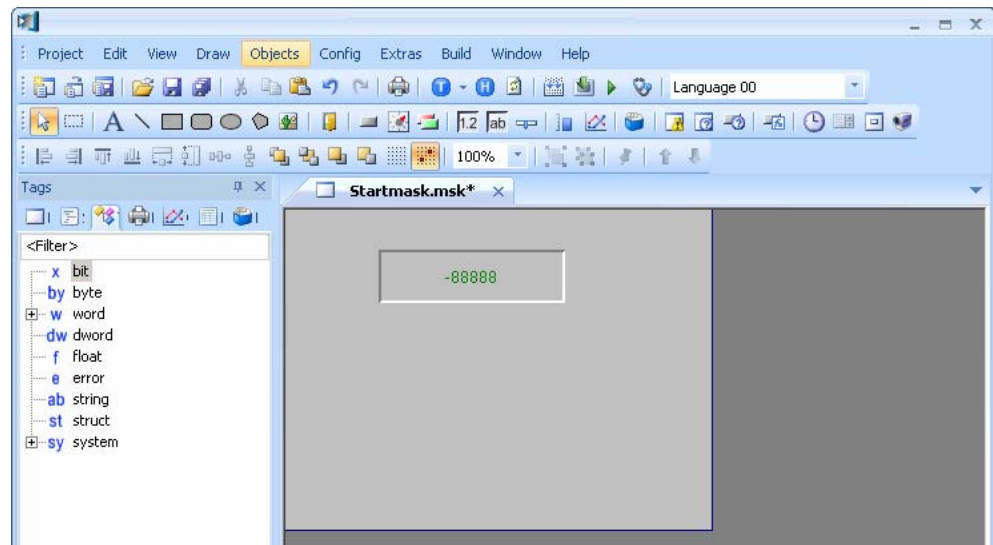 Project Edit View Draw Objects Config Extras Build Window Help
T H Language 00
A 1.2 ab
100%
Tags Startmask.msk*
<Filter>
x bit
by byte
w word
dw dword
f float
e error
ab string
st struct
sy system
-88888